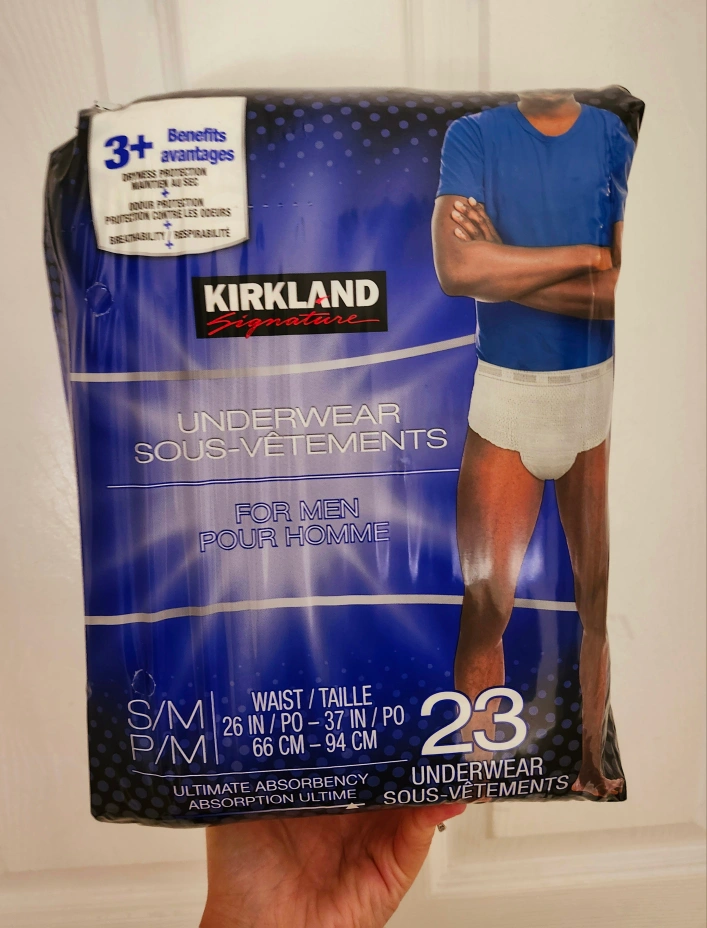 3+ Benefits
avantages
DRYNESS PROTECTION
MAINTIEN AU SEC
+
ODOUR PROTECTION
PROTECTION CONTRE LES ODEURS
+
BREATHABILITY / RESPIRABILITÉ
+
KIRKLAND
Signature
UNDERWEAR
SOUS-VÊTEMENTS
FOR MEN
POUR HOMME
S/M
P/M
WAIST / TAILLE
26 IN / PO – 37 IN / PO
66 CM – 94 CM
23
UNDERWEAR
SOUS-VÊTEMENTS
ULTIMATE ABSORBENCY
ABSORPTION ULTIME